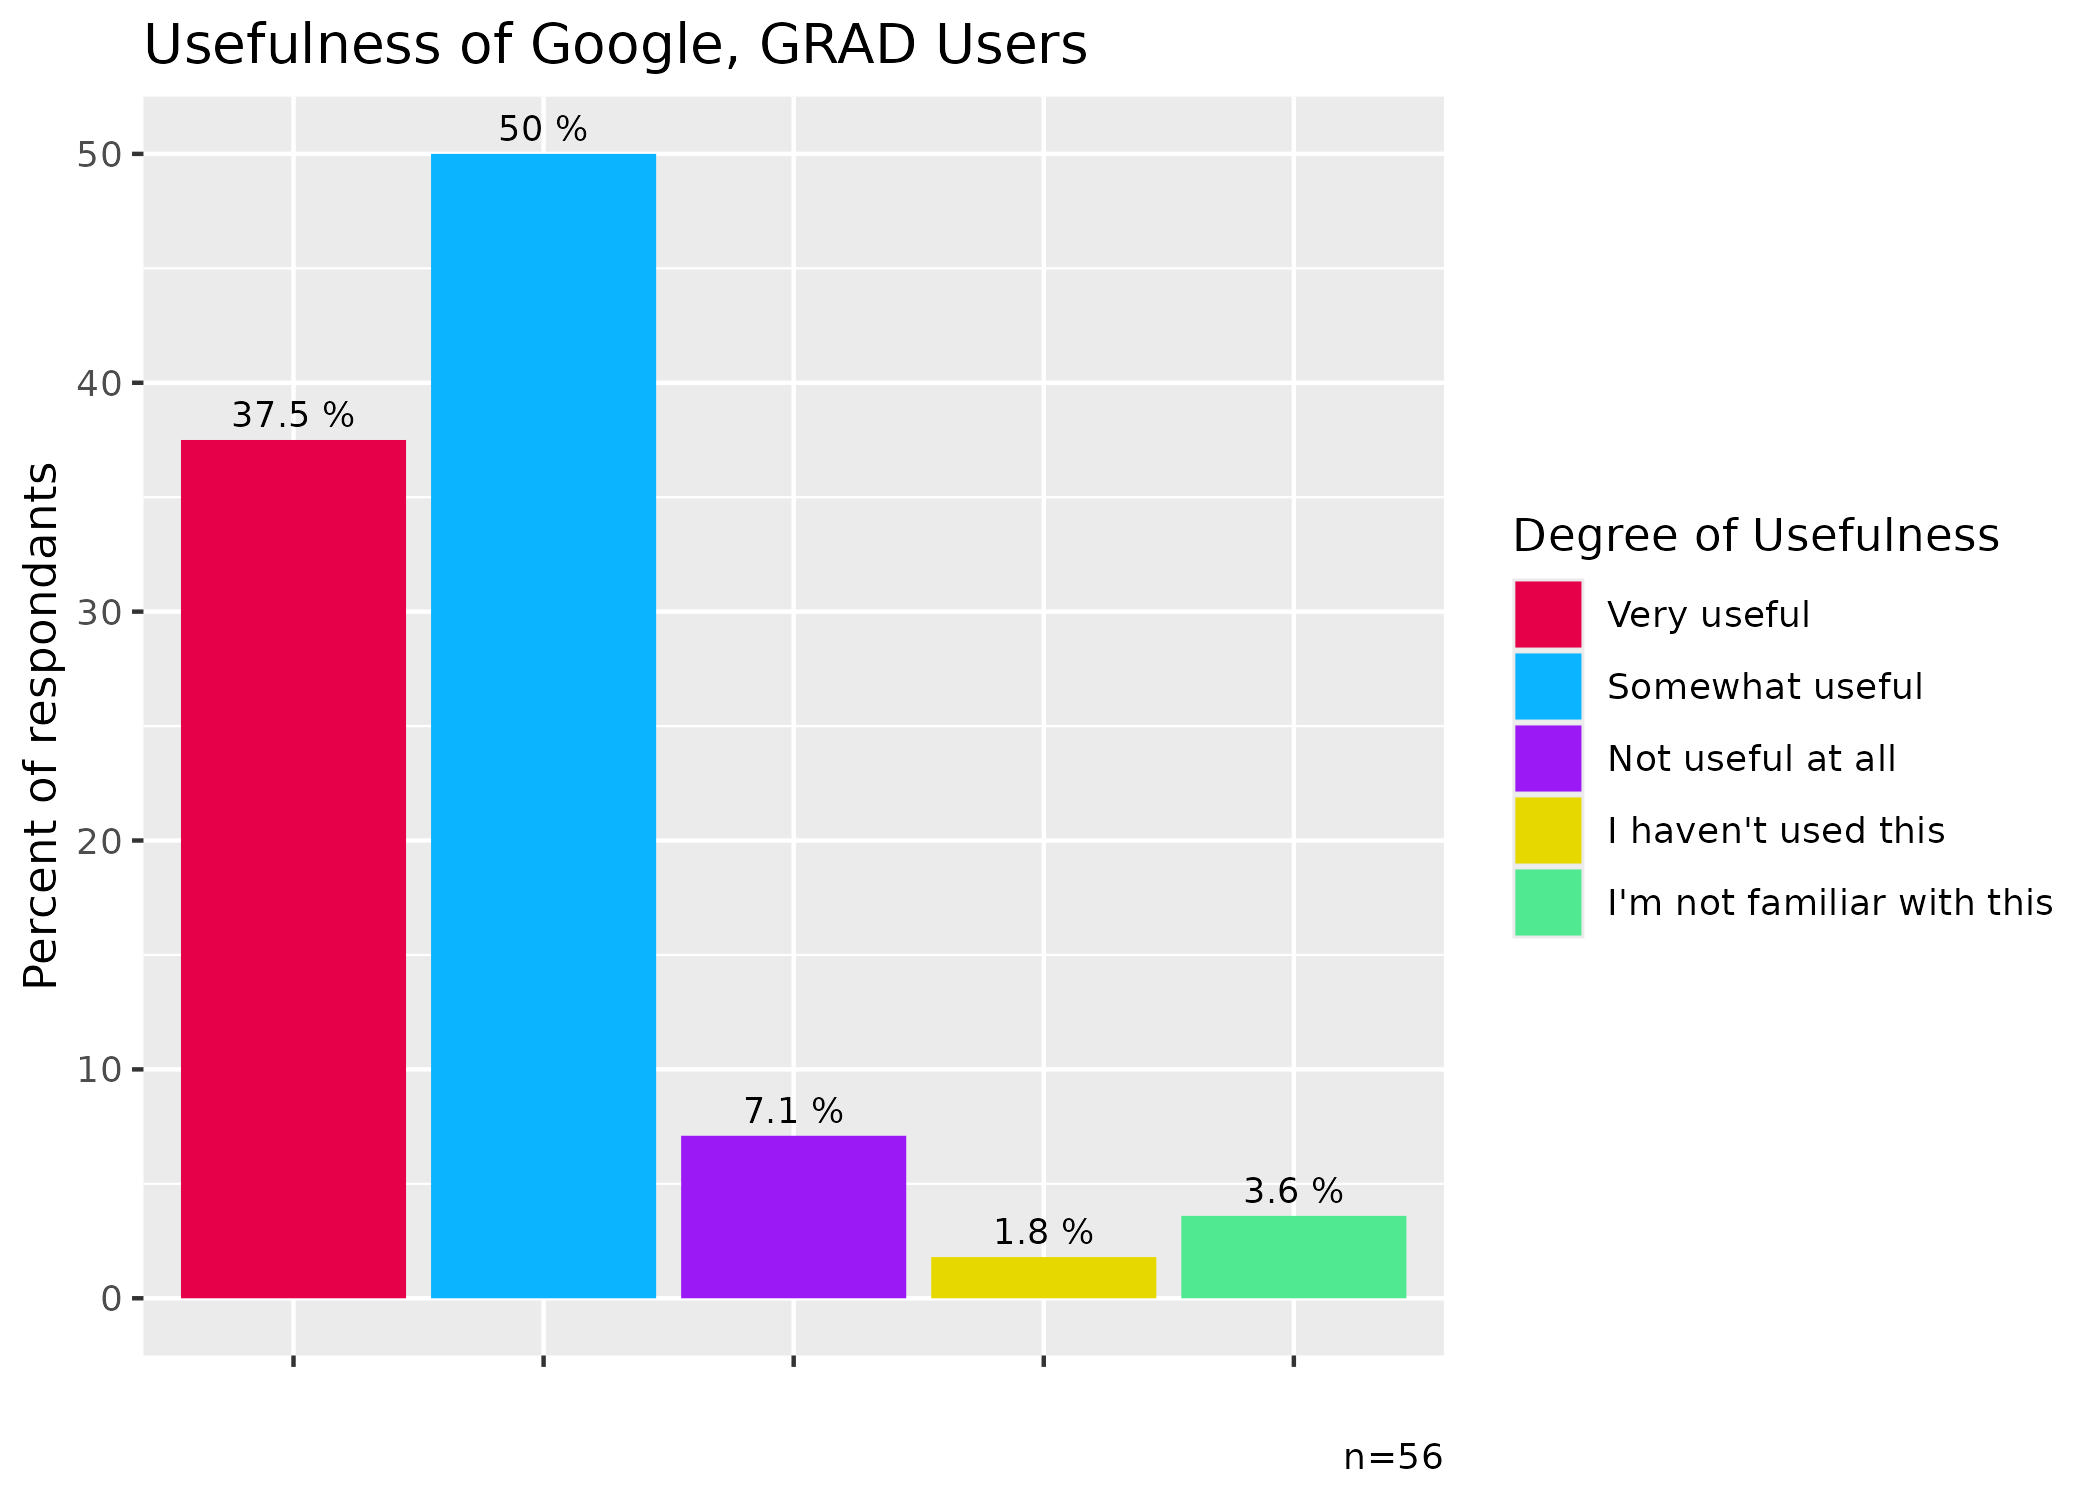 Usefulness of Google, GRAD Users
Percent of respondants
50
40
30
20
10
0
37.5 %
50 %
7.1 %
1.8 %
3.6 %
Degree of Usefulness
Very useful
Somewhat useful
Not useful at all
I haven't used this
I'm not familiar with this
n=56